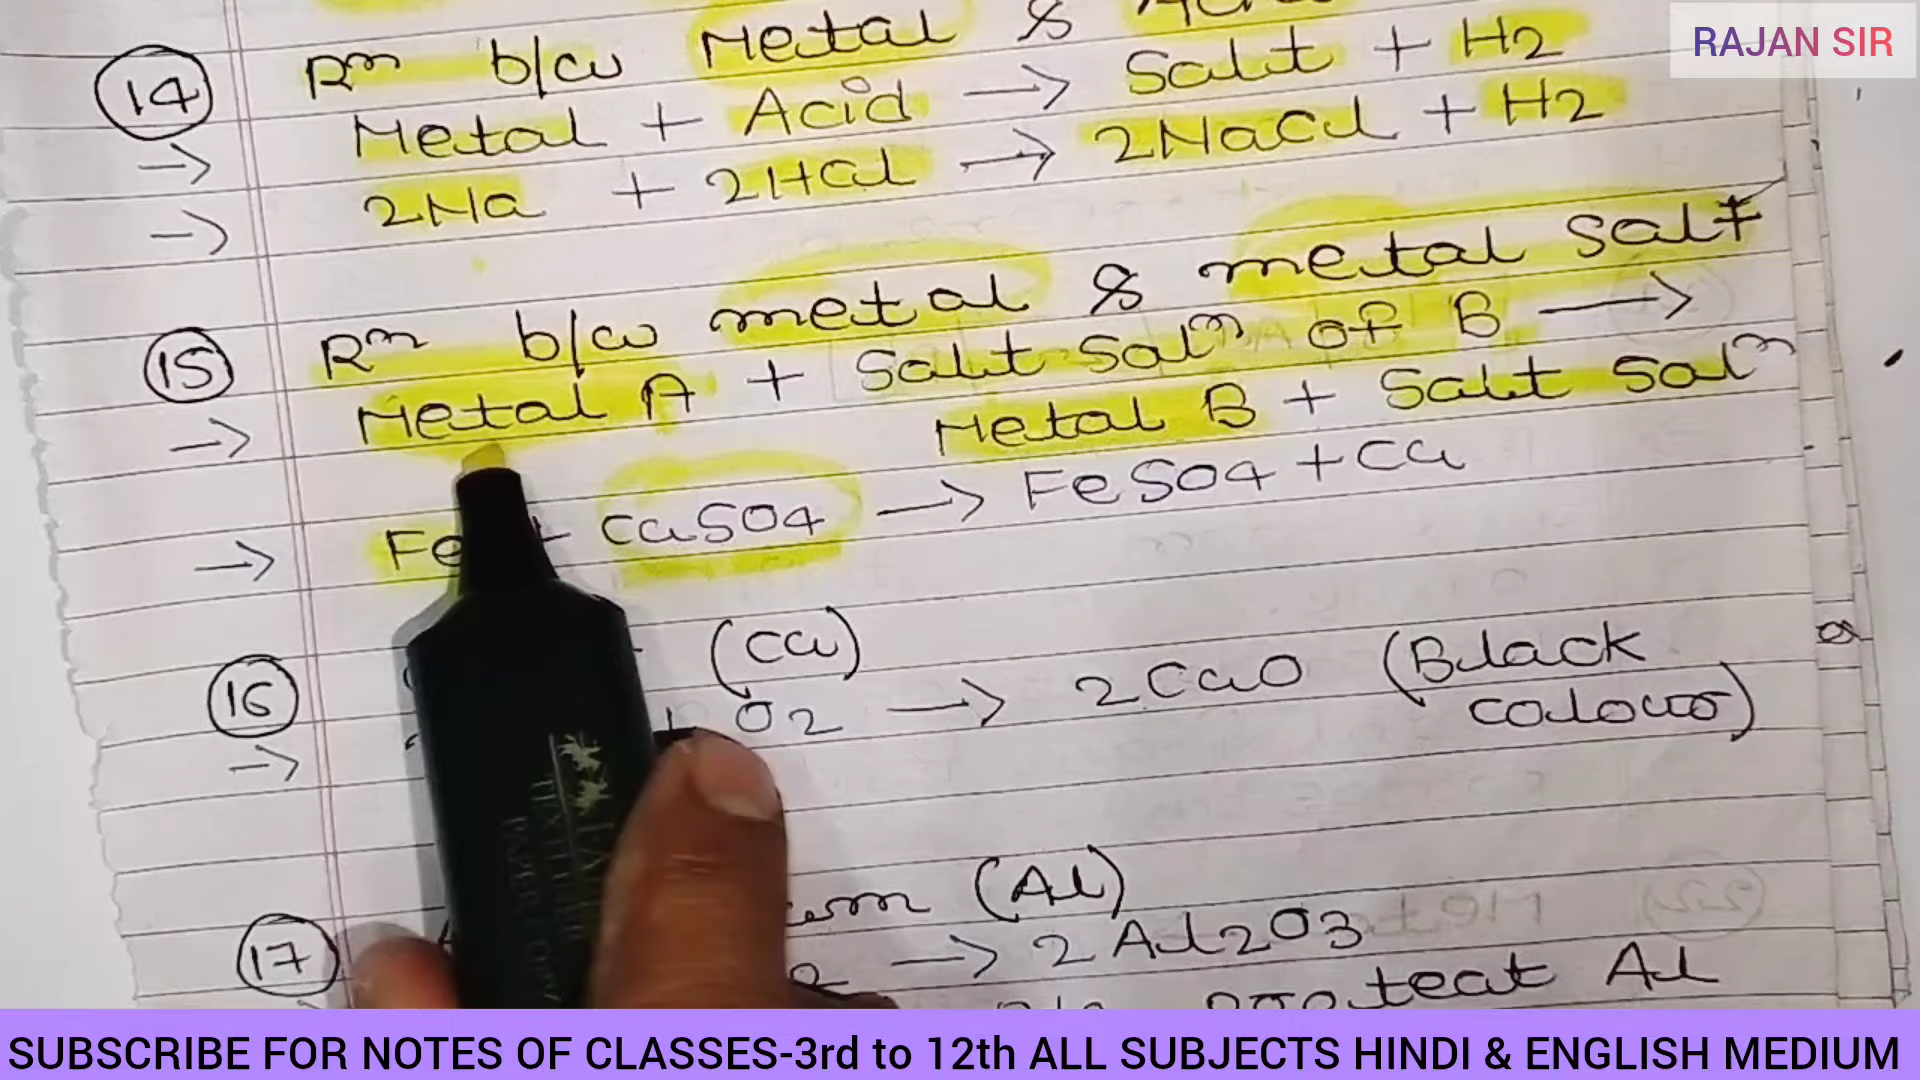 RAJAN SIR
14 Rxn b/w Metal &
→ Metal + Acid → Salt + H2
→ 2Na + 2HCl → 2NaCl + H2
15 Rxn b/w metal & metal salt
→ Metal A + Salt Soln of B →
Metal B + Salt Soln
→ Fe + CuSO4 → FeSO4 + Cu
16 (Cu)
→ O2 → 2CuO (Black
colour)
17 (Al)
→ 2Al2O3
protect Al
SUBSCRIBE FOR NOTES OF CLASSES-3rd to 12th ALL SUBJECTS HINDI & ENGLISH MEDIUM